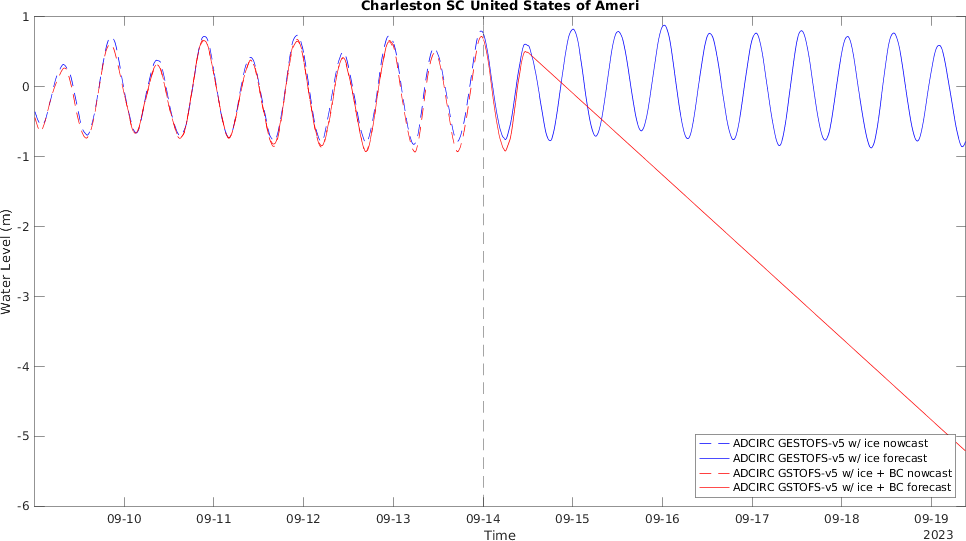 Charleston SC United States of Ameri
1
0
-1
-2
-3
-4
-5
-6
Water Level (m)
ADCIRC GESTOFS-v5 w/ ice nowcast
ADCIRC GESTOFS-v5 w/ ice forecast
ADCIRC GSTOFS-v5 w/ ice + BC nowcast
ADCIRC GSTOFS-v5 w/ ice + BC forecast
09-10 09-11 09-12 09-13 09-14 09-15 09-16 09-17 09-18 09-19
Time 2023